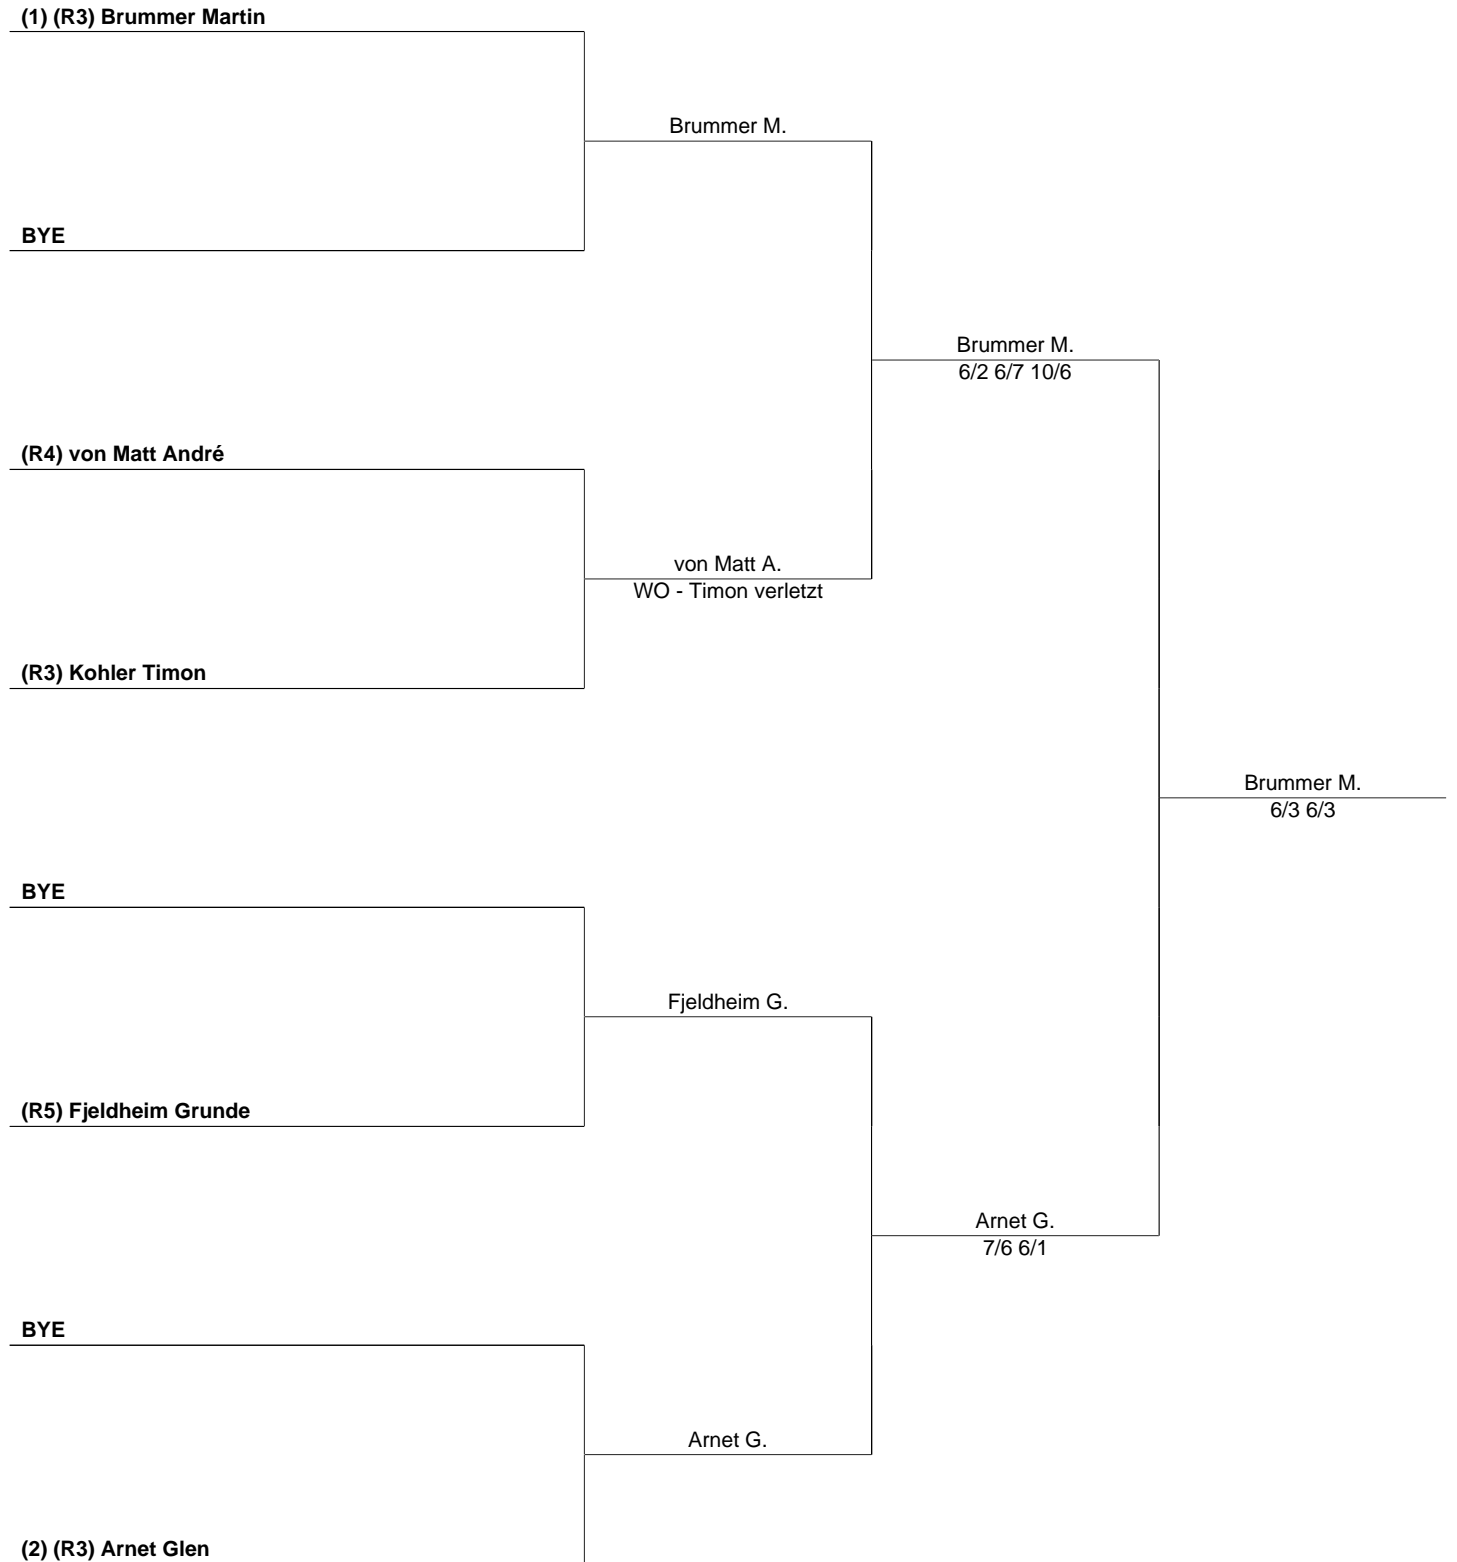 (1) (R3) Brummer Martin
Brummer M.
BYE
Brummer M.
6/2 6/7 10/6
(R4) von Matt André
von Matt A.
WO - Timon verletzt
(R3) Kohler Timon
Brummer M.
6/3 6/3
BYE
Fjeldheim G.
(R5) Fjeldheim Grunde
Arnet G.
7/6 6/1
BYE
Arnet G.
(2) (R3) Arnet Glen